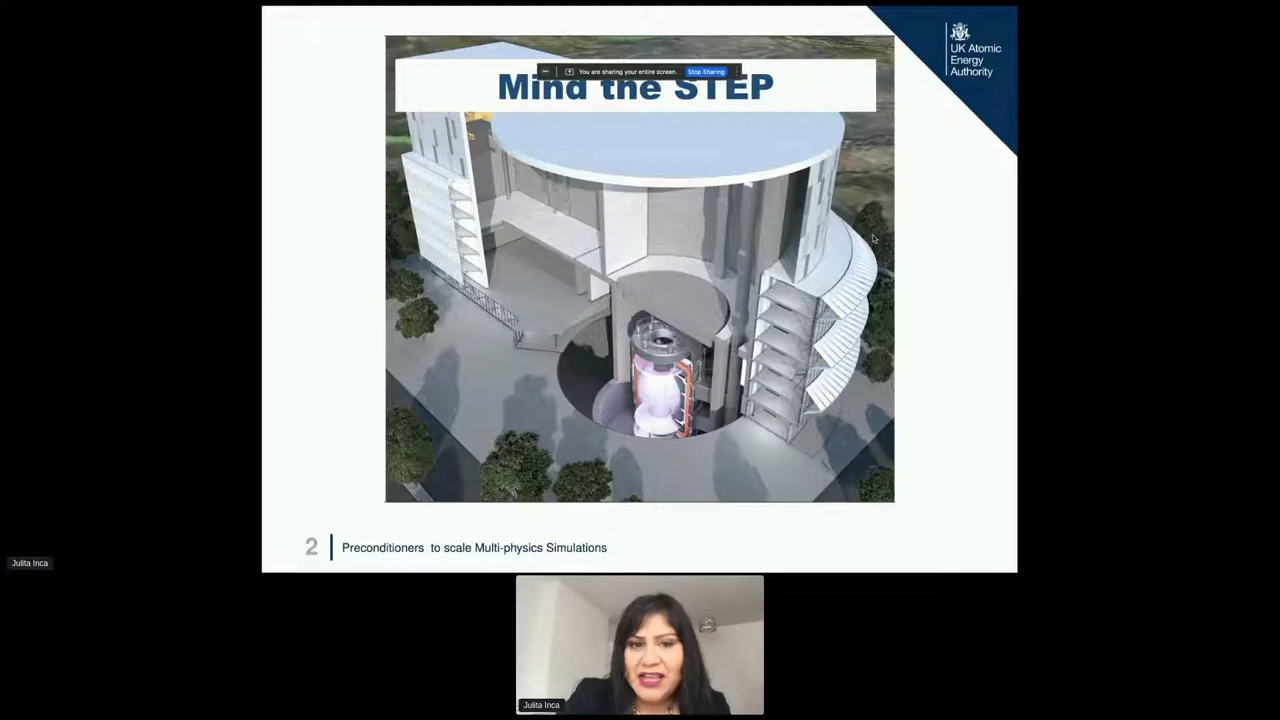 You are sharing your entire screen.
Stop Sharing
Mind the STEP
UK Atomic
Energy
Authority
2
Preconditioners to scale Multi-physics Simulations
Julita Inca
Julita Inca